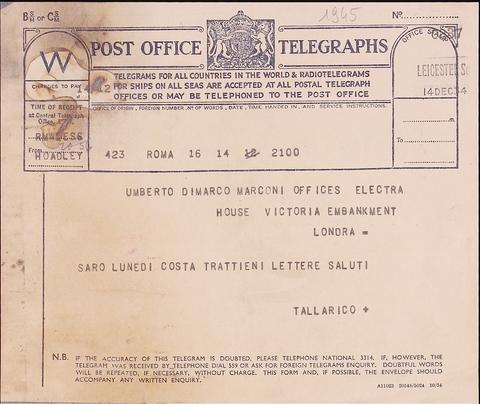 B S/M OR C S/M
1945
No.
POST OFFICE TELEGRAPHS
TELEGRAMS FOR ALL COUNTRIES IN THE WORLD & RADIOTELEGRAMS
FOR SHIPS ON ALL SEAS ARE ACCEPTED AT ALL POSTAL TELEGRAPH
OFFICES OR MAY BE TELEPHONED TO THE POST OFFICE
OFFICE OF ORIGIN, FOREIGN NUMBER, No OF WORDS, DATE, TIME HANDED IN, AND SERVICE INSTRUCTIONS.
W
CHARGES TO PAY
TIME OF RECEIPT
at Central Telegraph
Office
From
HOADLEY
OFFICE STAMP
LEICESTER
14 DEC 34
To
423 ROMA 16 14 12 2100
UMBERTO DIMARCO MARCONI OFFICES ELECTRA
HOUSE VICTORIA EMBANKMENT
LONDRA =
SARO LUNEDI COSTA TRATTIENI LETTERE SALUTI
TALLARICO +
N.B. IF THE ACCURACY OF THIS TELEGRAM IS DOUBTED, PLEASE TELEPHONE NATIONAL 3314. IF, HOWEVER, THE
TELEGRAM WAS RECEIVED BY TELEPHONE DIAL 559 OR ASK FOR FOREIGN TELEGRAMS ENQUIRY. DOUBTFUL WORDS
WILL BE REPEATED, IF NECESSARY, WITHOUT CHARGE. THIS FORM AND, IF POSSIBLE, THE ENVELOPE SHOULD
ACCOMPANY ANY WRITTEN ENQUIRY.